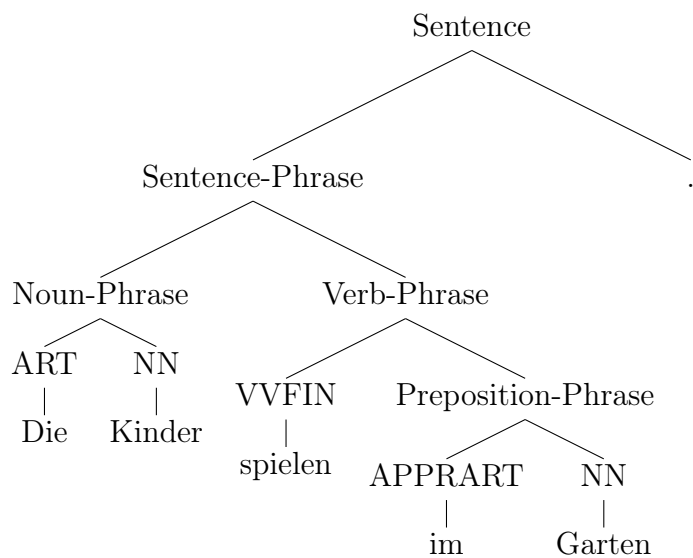 Sentence
Sentence-Phrase .
Noun-Phrase Verb-Phrase
ART NN
VVFIN Preposition-Phrase
Die Kinder
spielen
APPRART NN
im Garten